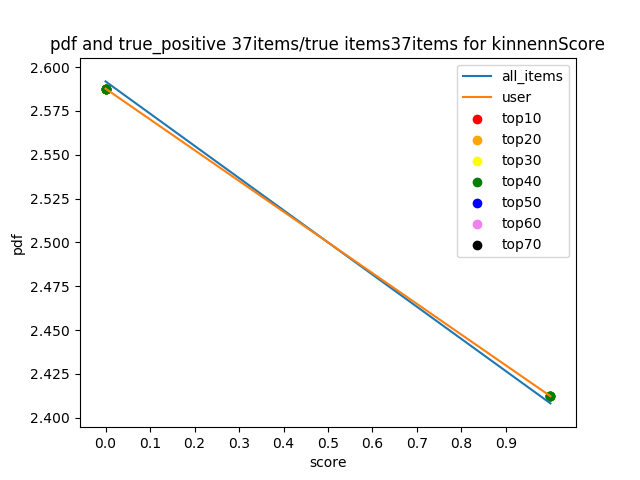 pdf and true_positive 37items/true items37items for kinnennScore
all_items
user
top10
top20
top30
top40
top50
top60
top70
pdf
2.600
2.575
2.550
2.525
2.500
2.475
2.450
2.425
2.400
0.0 0.1 0.2 0.3 0.4 0.5 0.6 0.7 0.8 0.9
score